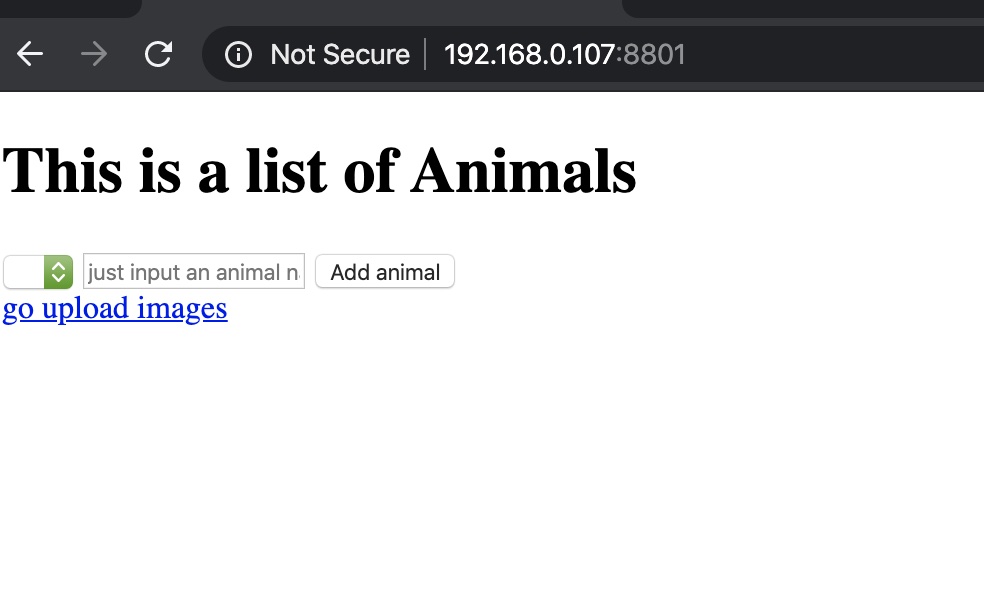 Not Secure 192.168.0.107:8801
This is a list of Animals
just input an animal n
Add animal
go upload images